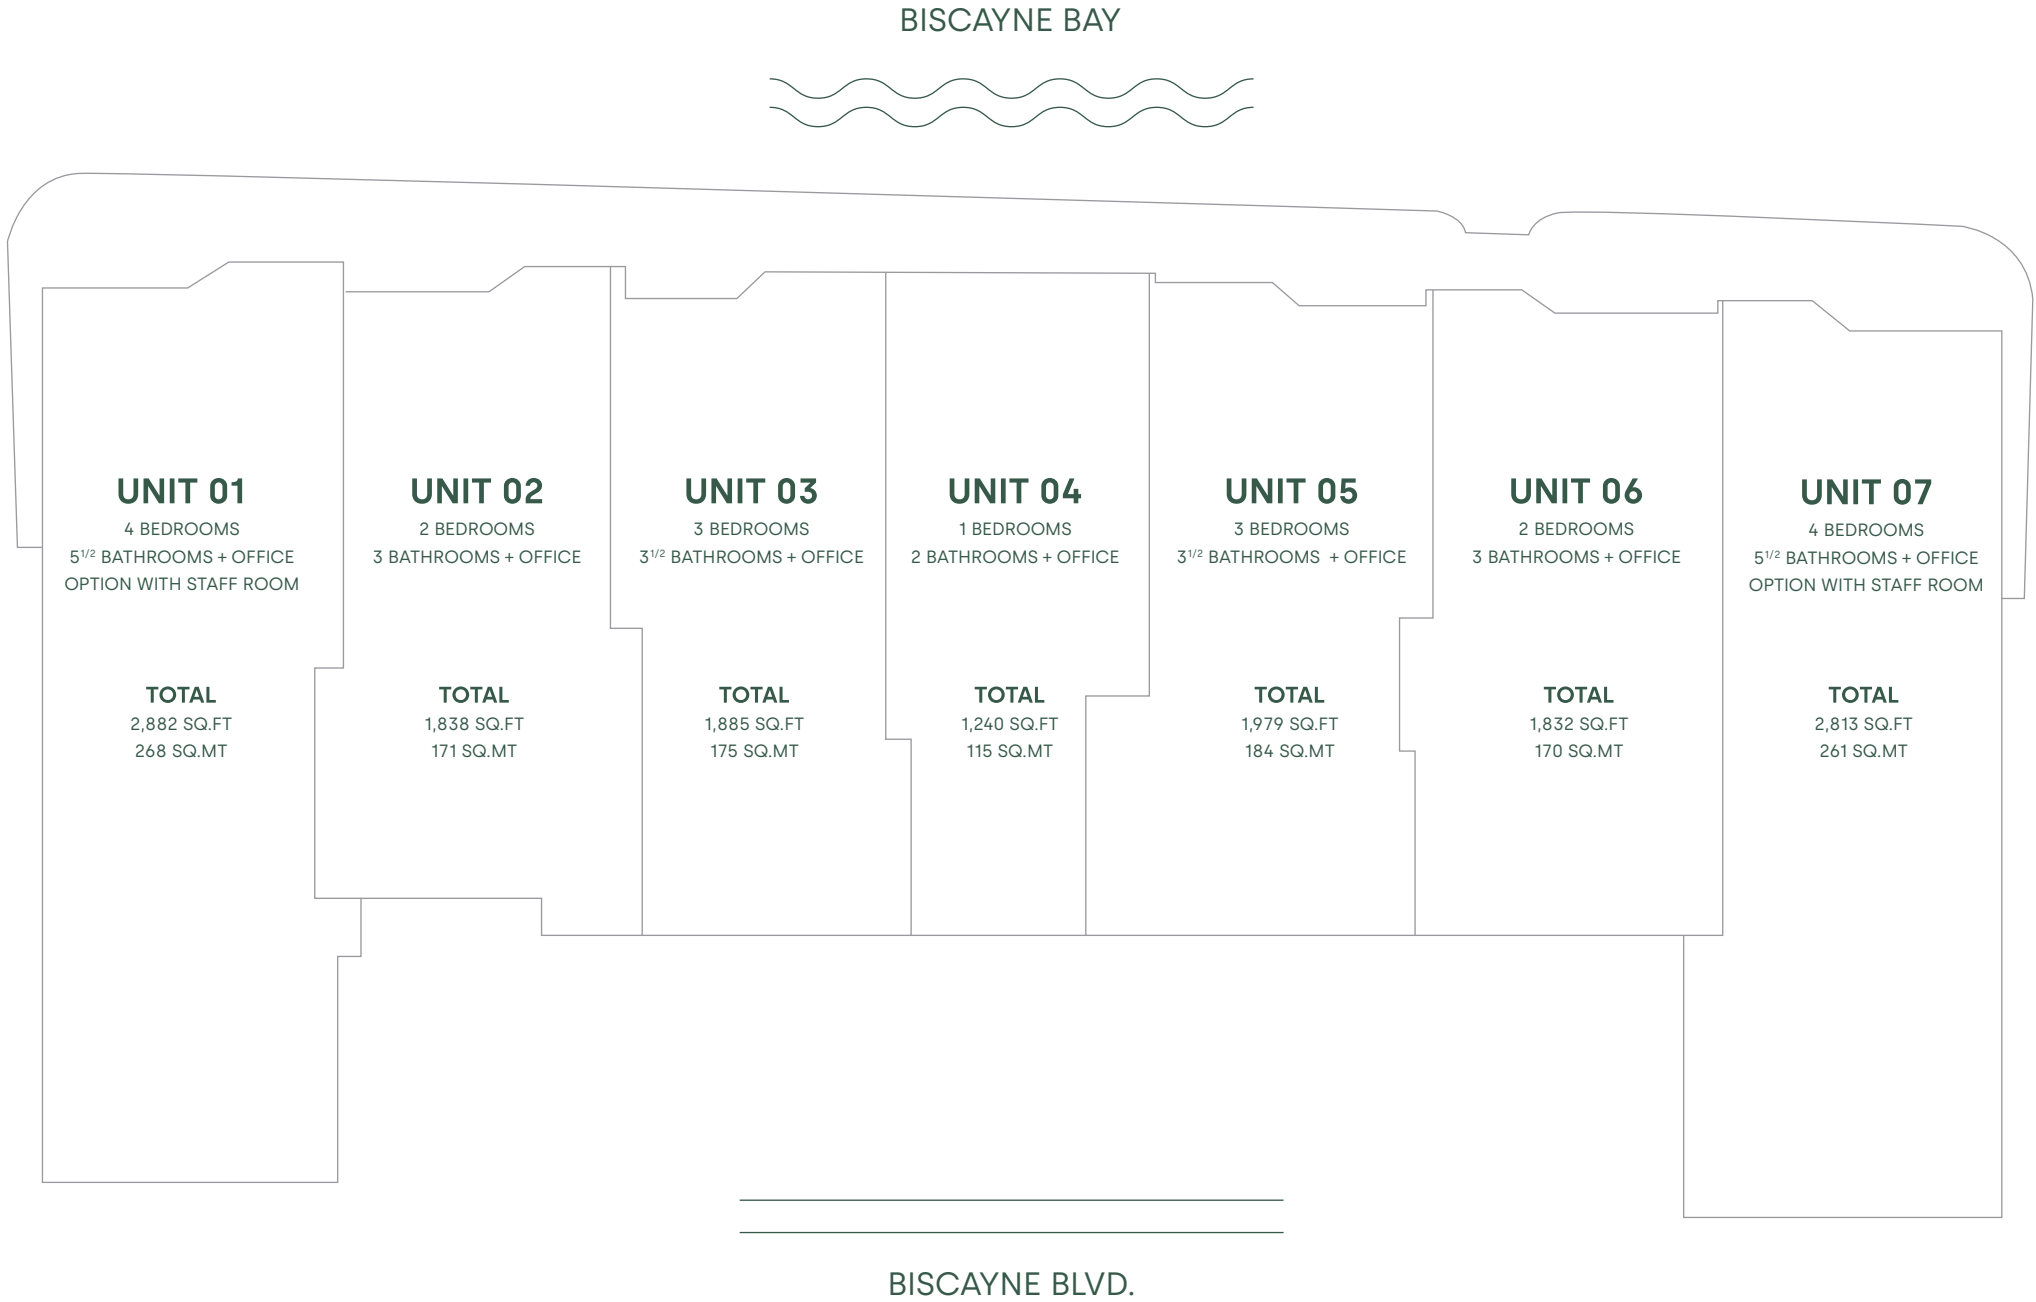 BISCAYNE BAY
UNIT 01
4 BEDROOMS
5 1/2 BATHROOMS + OFFICE
OPTION WITH STAFF ROOM
TOTAL
2,882 SQ.FT
268 SQ.MT
UNIT 02
2 BEDROOMS
3 BATHROOMS + OFFICE
TOTAL
1,838 SQ.FT
171 SQ.MT
UNIT 03
3 BEDROOMS
3 1/2 BATHROOMS + OFFICE
TOTAL
1,885 SQ.FT
175 SQ.MT
UNIT 04
1 BEDROOMS
2 BATHROOMS + OFFICE
TOTAL
1,240 SQ.FT
115 SQ.MT
UNIT 05
3 BEDROOMS
3 1/2 BATHROOMS + OFFICE
TOTAL
1,979 SQ.FT
184 SQ.MT
UNIT 06
2 BEDROOMS
3 BATHROOMS + OFFICE
TOTAL
1,832 SQ.FT
170 SQ.MT
UNIT 07
4 BEDROOMS
5 1/2 BATHROOMS + OFFICE
OPTION WITH STAFF ROOM
TOTAL
2,813 SQ.FT
261 SQ.MT
BISCAYNE BLVD.